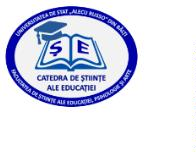 UNIVERSITATEA DE STAT „ALECU RUSSO” DIN BĂLȚI
ȘE
CATEDRA DE ȘTIINȚE
ALE EDUCAȚIEI
FACULTATEA DE ȘTIINȚE ALE EDUCAȚIEI, PSIHOLOGIE ȘI ARTE